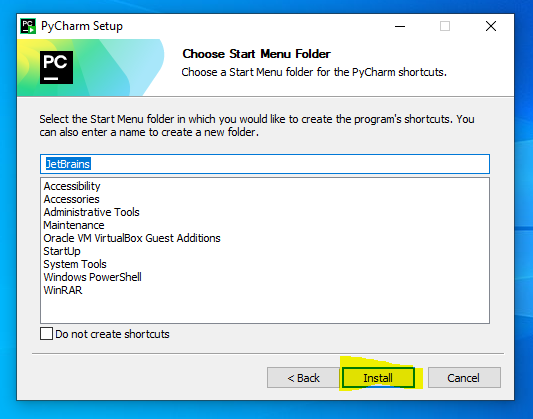 PyCharm Setup
Choose Start Menu Folder
Choose a Start Menu folder for the PyCharm shortcuts.
PC
Select the Start Menu folder in which you would like to create the program's shortcuts. You
can also enter a name to create a new folder.
JetBrains
Accessibility
Accessories
Administrative Tools
Maintenance
Oracle VM VirtualBox Guest Additions
StartUp
System Tools
Windows PowerShell
WinRAR
Do not create shortcuts
< Back
Install
Cancel